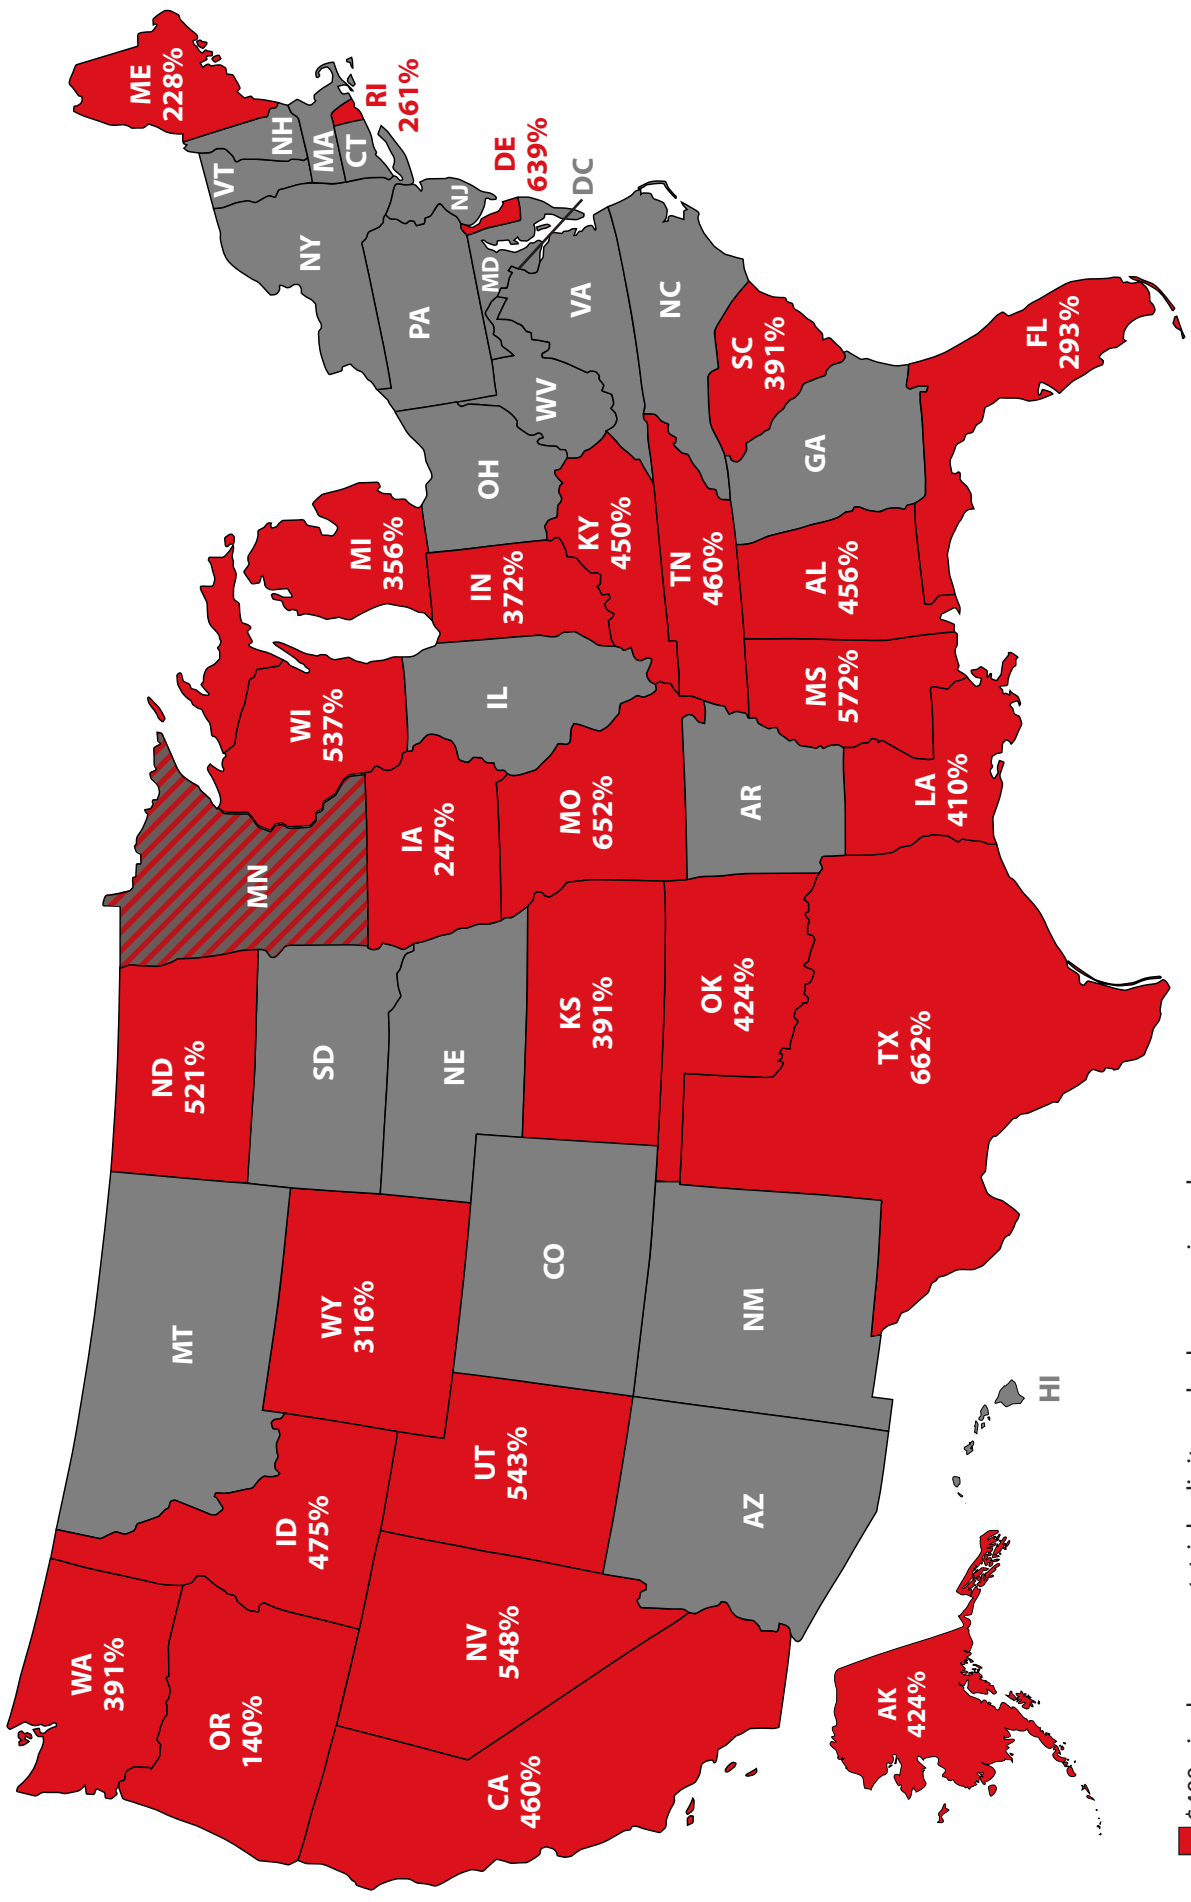 WA
391%
OR
140%
CA
460%
NV
548%
ID
475%
UT
543%
AZ
MT
WY
316%
CO
NM
ND
521%
SD
NE
KS
391%
OK
424%
TX
662%
MN
IA
247%
MO
652%
AR
LA
410%
WI
537%
IL
MS
572%
MI
356%
IN
372%
KY
450%
TN
460%
AL
456%
OH
WV
GA
FL
293%
SC
391%
NC
VA
PA
NY
MD
DC
DE
639%
NJ
VT
NH
MA
CT
RI
261%
ME
228%
AK
424%
HI